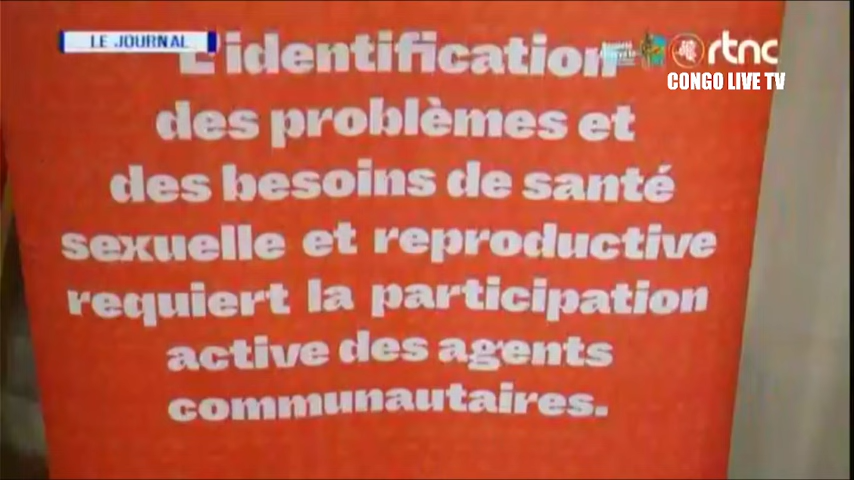 LE JOURNAL
rtnc
CONGO LIVE TV
L'identification
des problèmes et
des besoins de santé
sexuelle et reproductive
requiert la participation
active des agents
communautaires.